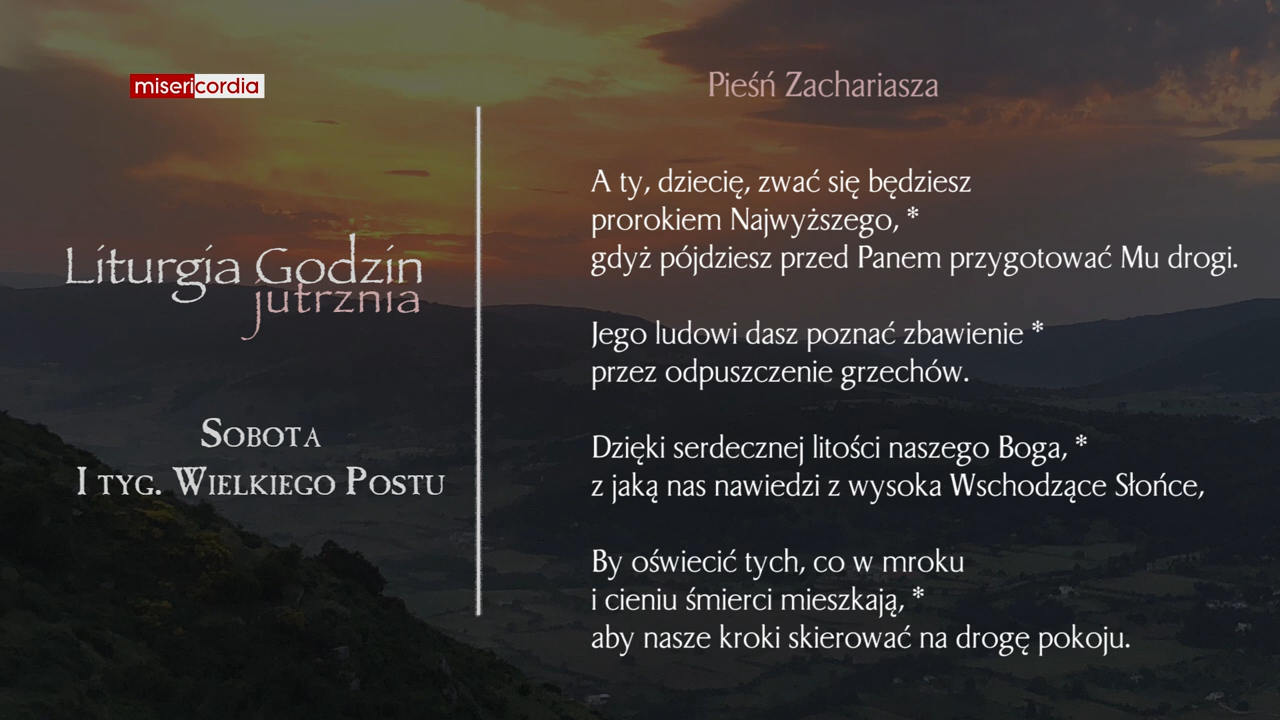 misericordia
Liturgia Godzin
jutrznia
Sobota
I tyg. Wielkiego Postu
Pieśń Zachariasza
A ty, dziecię, zwać się będziesz
prorokiem Najwyższego, *
gdyż pójdziesz przed Panem przygotować Mu drogi.
Jego ludowi dasz poznać zbawienie *
przez odpuszczenie grzechów.
Dzięki serdecznej litości naszego Boga, *
z jaką nas nawiedzi z wysoka Wschodzące Słońce,
By oświecić tych, co w mroku
i cieniu śmierci mieszkają, *
aby nasze kroki skierować na drogę pokoju.